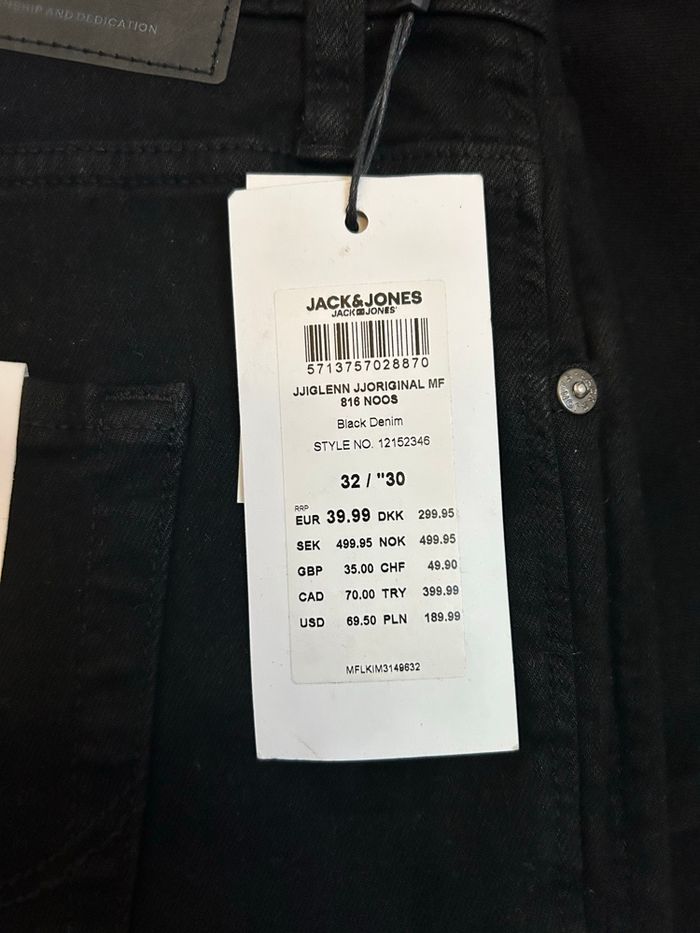 NSHIP AND DEDICATION
JACK&JONES
JACK JONES
5713757028870
JJIGLENN JJORIGINAL MF
816 NOOS
Black Denim
STYLE NO. 12152346
32 / "30
RRP
EUR 39.99 DKK 299.95
SEK 499.95 NOK 499.95
GBP 35.00 CHF 49.90
CAD 70.00 TRY 399.99
USD 69.50 PLN 189.99
MFLKIM3149632